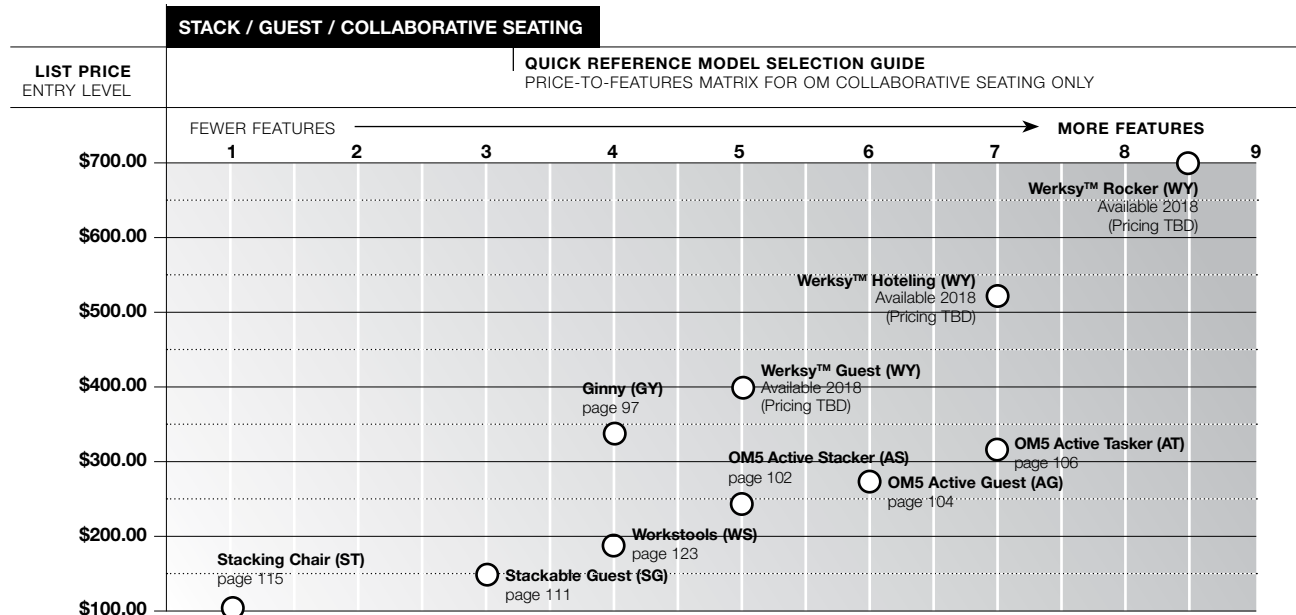 STACK / GUEST / COLLABORATIVE SEATING
LIST PRICE
ENTRY LEVEL
QUICK REFERENCE MODEL SELECTION GUIDE
PRICE-TO-FEATURES MATRIX FOR OM COLLABORATIVE SEATING ONLY
FEWER FEATURES
MORE FEATURES
1 2 3 4 5 6 7 8 9
$700.00
Werksy™ Rocker (WY)
Available 2018
(Pricing TBD)
$600.00
Werksy™ Hoteling (WY)
Available 2018
(Pricing TBD)
$500.00
Werksy™ Guest (WY)
Available 2018
(Pricing TBD)
$400.00
Ginny (GY)
page 97
OM5 Active Tasker (AT)
page 106
$300.00
OM5 Active Stacker (AS)
page 102
OM5 Active Guest (AG)
page 104
$200.00
Workstools (WS)
page 123
Stacking Chair (ST)
page 115
Stackable Guest (SG)
page 111
$100.00